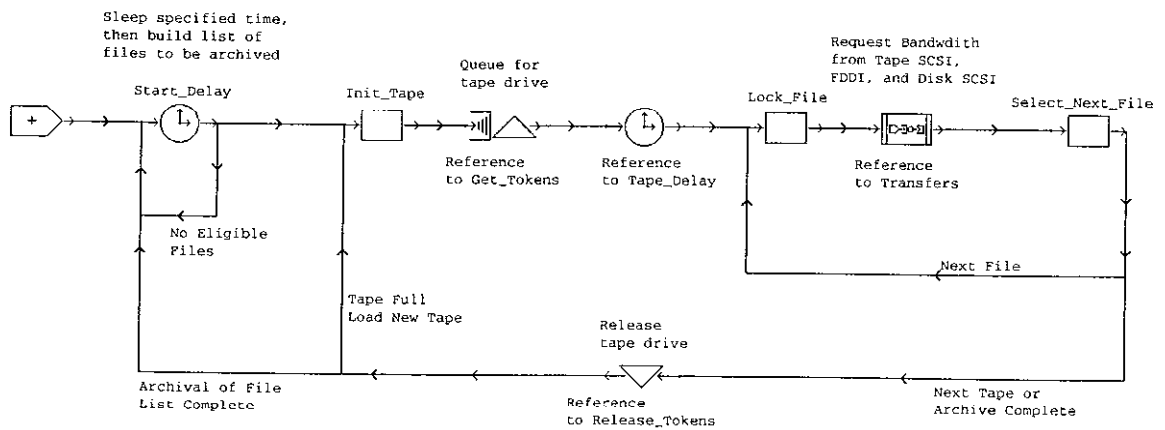 Sleep specified time,
then build list of
files to be archived
Start_Delay
Init_Tape
Queue for
tape drive
Request Bandwdith
from Tape SCSI,
FDDI, and Disk SCSI
Lock_File
Select_Next_File
+
Reference
to Get_Tokens
Reference
to Tape_Delay
Reference
to Transfers
No Eligible
Files
Next File
Tape Full
Load New Tape
Release
tape drive
Archival of File
List Complete
Reference
to Release_Tokens
Next Tape or
Archive Complete